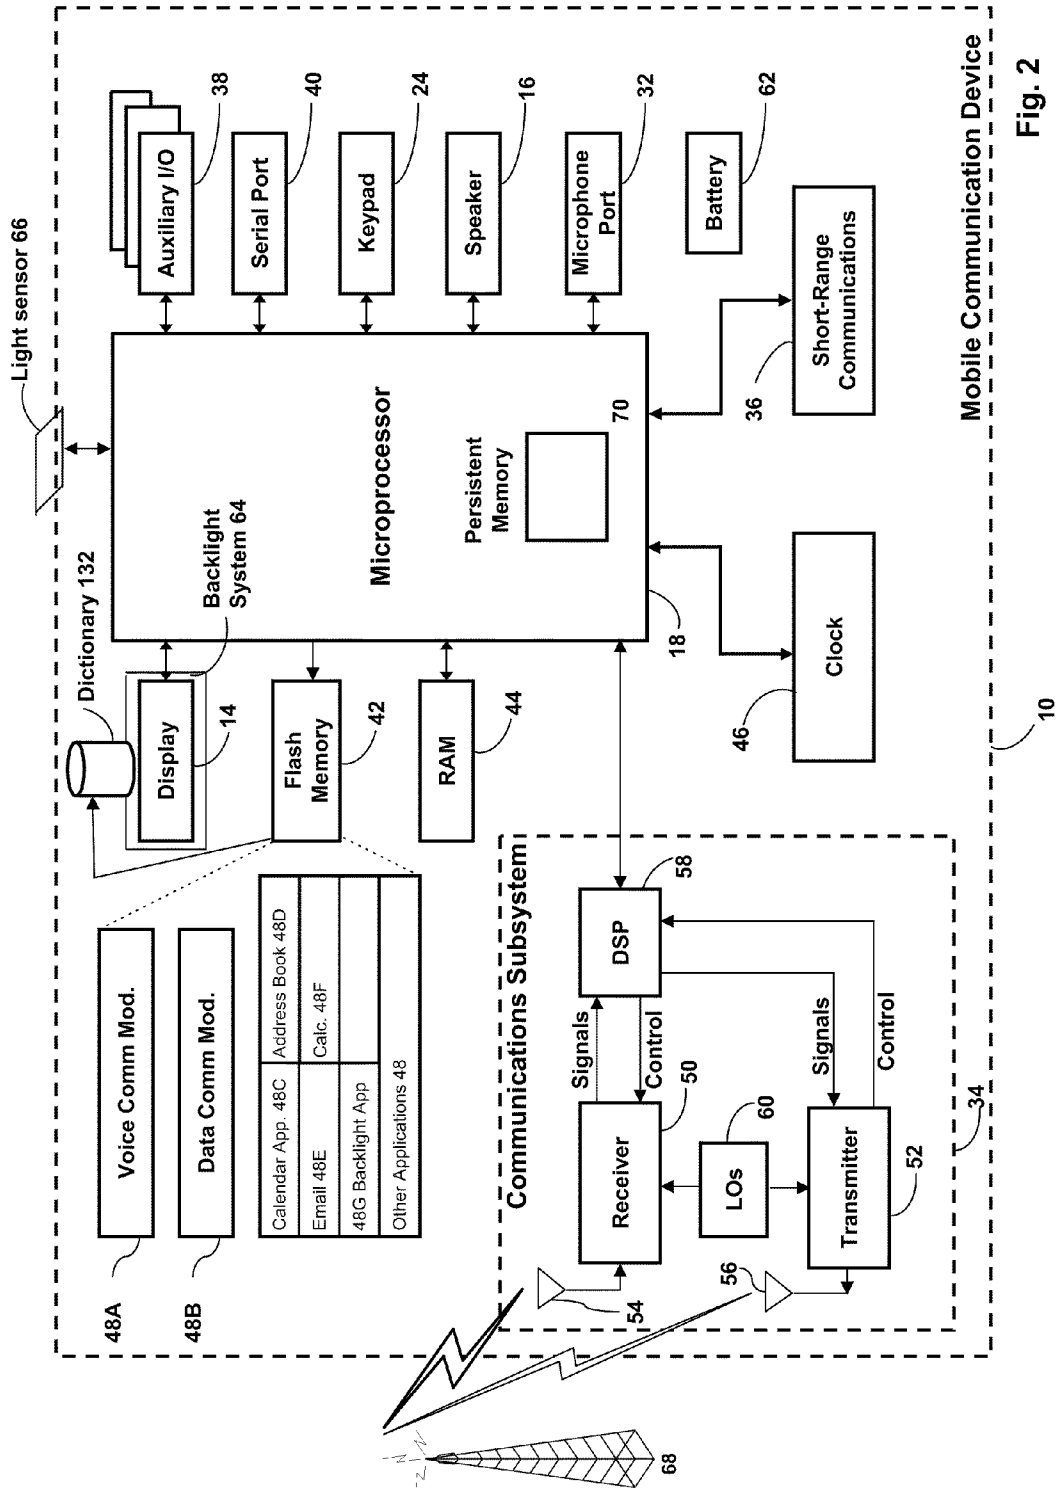 Light sensor 66
Dictionary 132
Backlight
System 64
Display
14
Flash
Memory
42
RAM
44
Microprocessor
Persistent
Memory
70
18
Auxiliary I/O
38
Serial Port
40
Keypad
24
Speaker
16
Microphone
Port
32
Battery
62
Short-Range
Communications
36
Clock
46
48A
Voice Comm Mod.
48B
Data Comm Mod.
Calendar App. 48C
Address Book 48D
Email 48E
Calc. 48F
48G Backlight App
Other Applications 48
Communications Subsystem
DSP
58
Signals
Control
Receiver
50
LOs
60
Signals
Control
Transmitter
52
54
56
34
68
10
Mobile Communication Device
Fig. 2